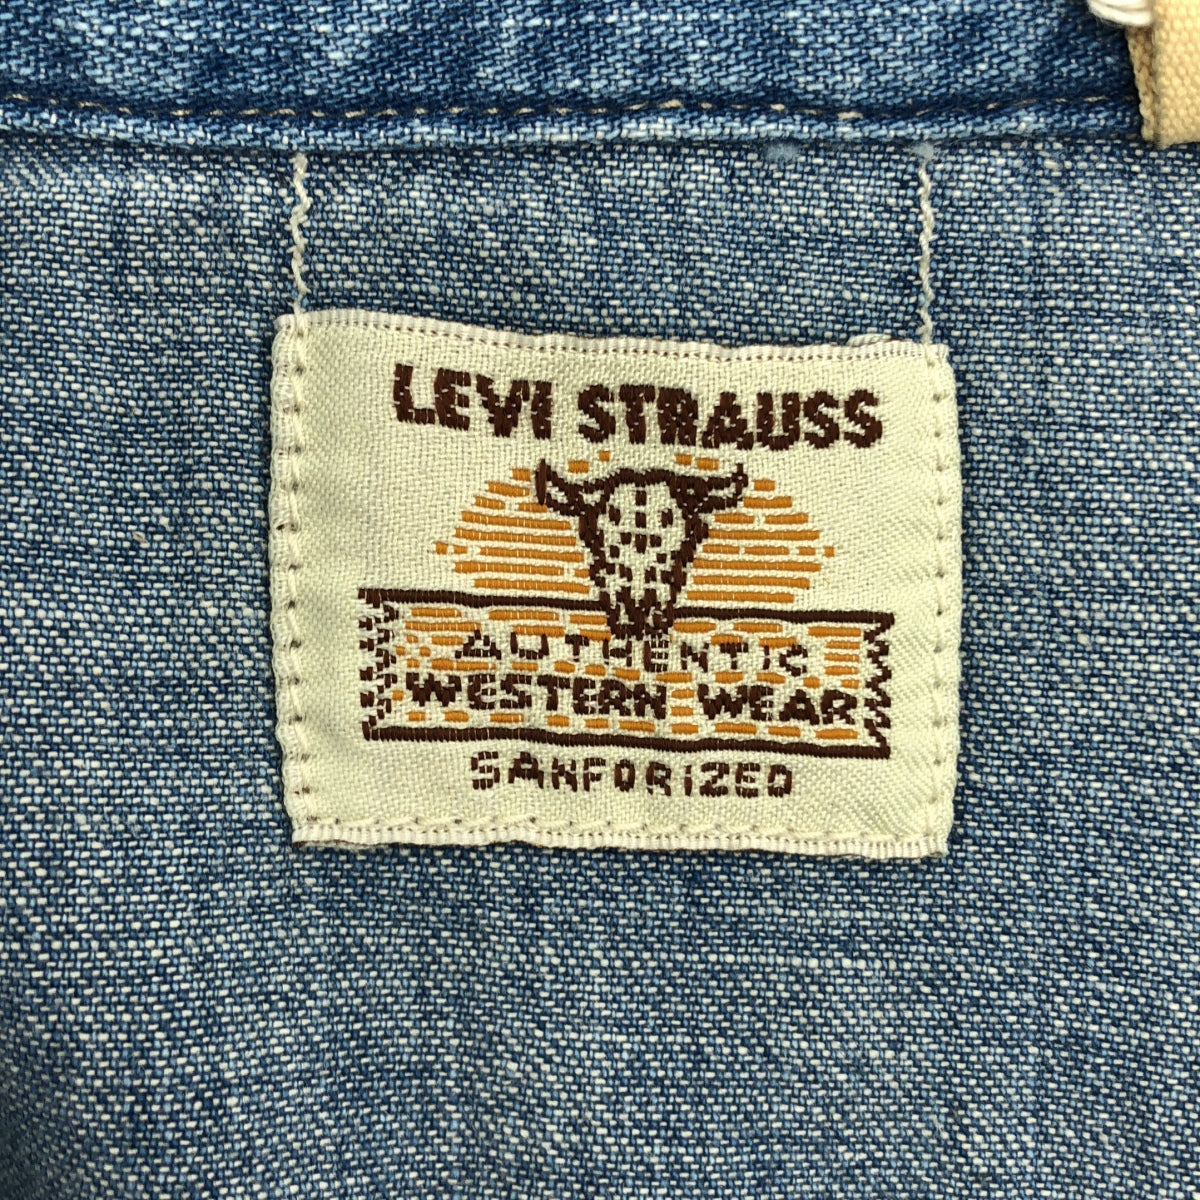 LEVI STRAUSS
AUTHENTIC
WESTERN WEAR
SANFORIZED